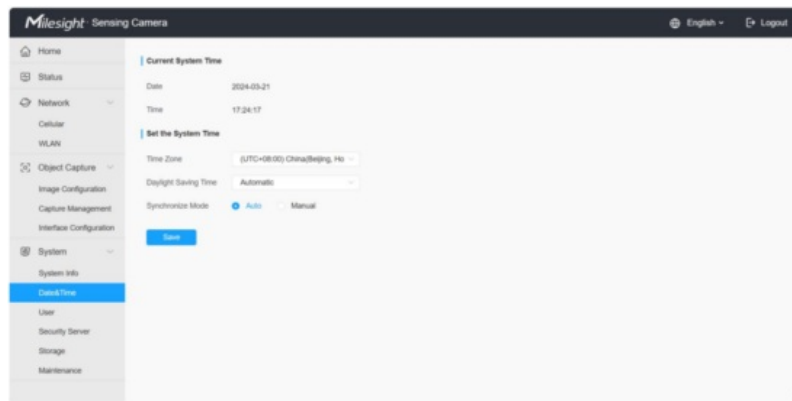 Milesight Sensing Camera
English
Logout
Home
Status
Network
Cellular
WLAN
Object Capture
Image Configuration
Capture Management
Interface Configuration
System
System Info
Date&Time
User
Security Server
Storage
Maintenance
Current System Time
Date 2024-03-21
Time 17:24:17
Set the System Time
Time Zone (UTC+08:00) China(Beijing, Ho
Daylight Saving Time Automatic
Synchronize Mode Auto Manual
Save